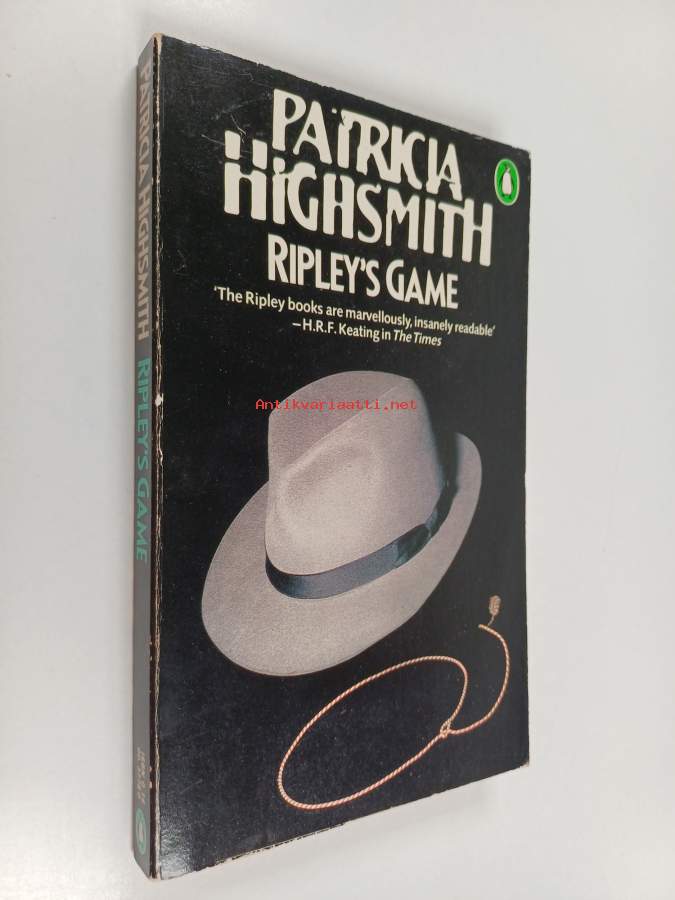 PATRICIA
HIGHSMITH
RIPLEY'S GAME
'The Ripley books are marvellously, insanely readable'
—H.R.F. Keating in The Times
Antikvariaatti.net
PATRICIA HIGHSMITH RIPLEY'S GAME